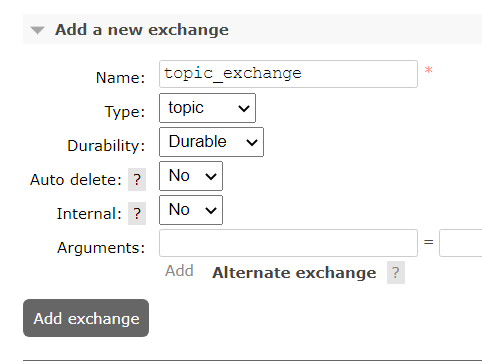 Add a new exchange
Name: topic_exchange *
Type: topic
Durability: Durable
Auto delete: ? No
Internal: ? No
Arguments: =
Add Alternate exchange ?
Add exchange